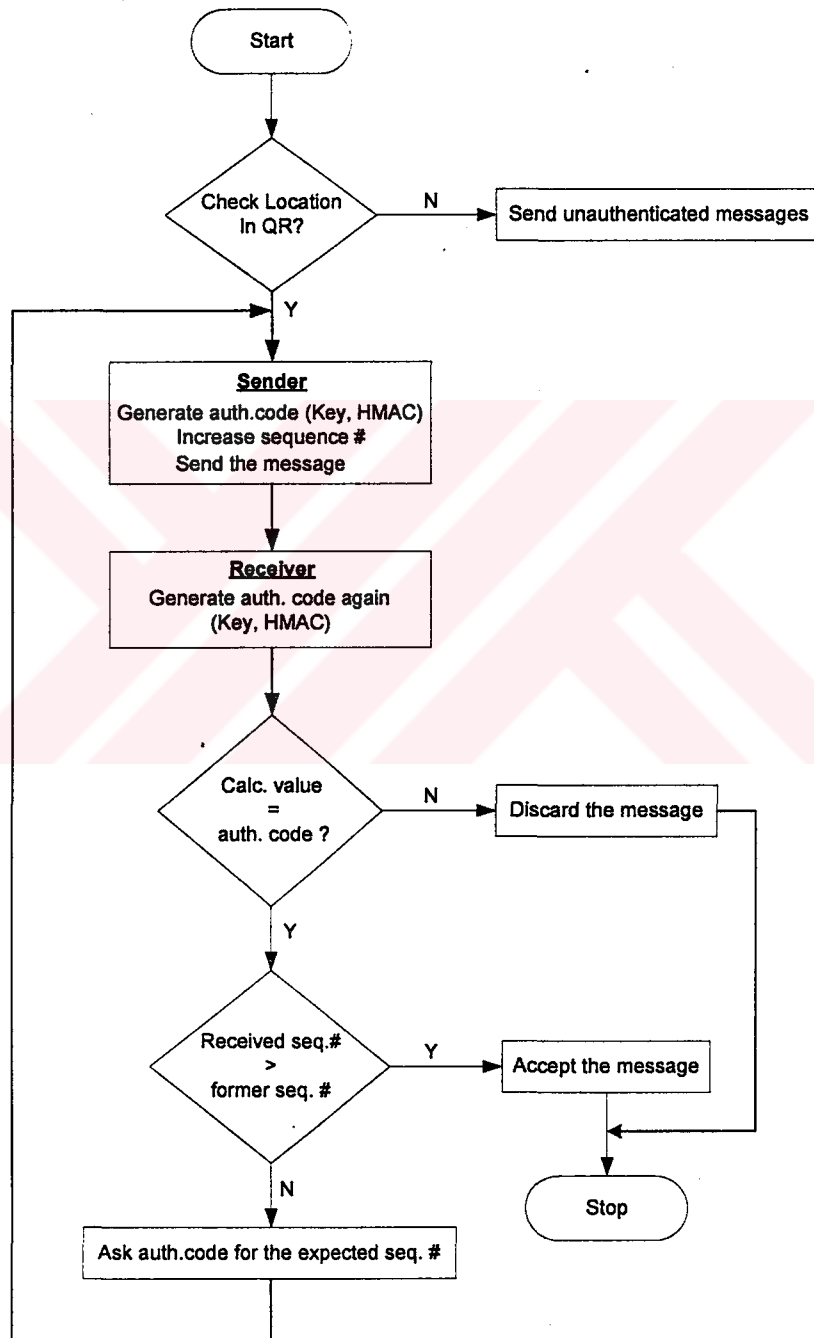 Start
Check Location
In QR?
N
Send unauthenticated messages
Y
Sender
Generate auth.code (Key, HMAC)
Increase sequence #
Send the message
Receiver
Generate auth. code again
(Key, HMAC)
Calc. value
=
auth. code ?
N
Discard the message
Y
Received seq.#
>
former seq. #
Y
Accept the message
N
Stop
Ask auth.code for the expected seq. #